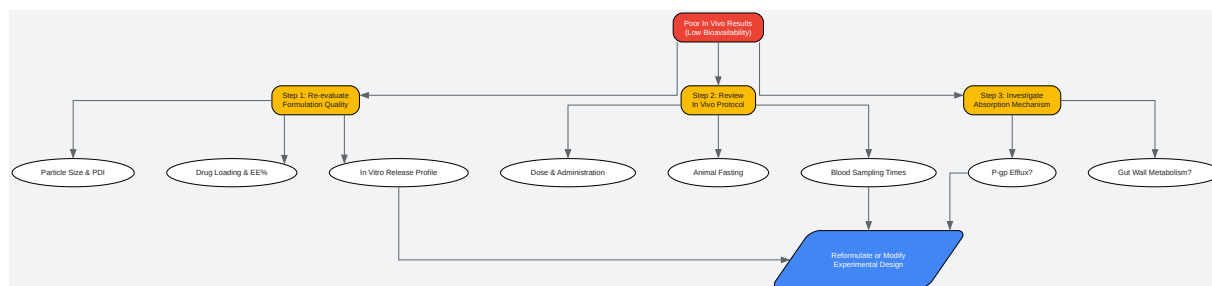 Poor In Vivo Results
(Low Bioavailability)
Step 1: Re-evaluate
Formulation Quality
Step 2: Review
In Vivo Protocol
Step 3: Investigate
Absorption Mechanism
Particle Size & PDI
Drug Loading & EE%
In Vitro Release Profile
Dose & Administration
Animal Fasting
Blood Sampling Times
P-gp Efflux?
Gut Wall Metabolism?
Reformulate or Modify
Experimental Design